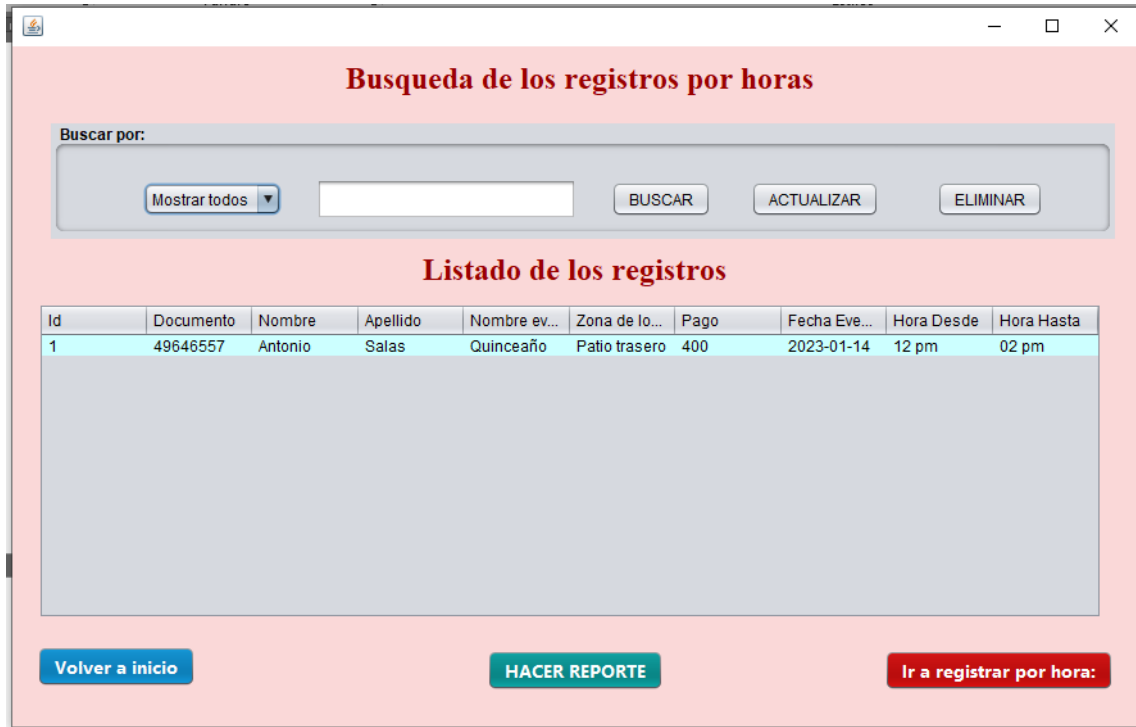 Busqueda de los registros por horas
Buscar por:
Mostrar todos BUSCAR ACTUALIZAR ELIMINAR
Listado de los registros
Id Documento Nombre Apellido Nombre ev... Zona de lo... Pago Fecha Eve... Hora Desde Hora Hasta
1 49646557 Antonio Salas Quinceaño Patio trasero 400 2023-01-14 12 pm 02 pm
Volver a inicio HACER REPORTE Ir a registrar por hora: